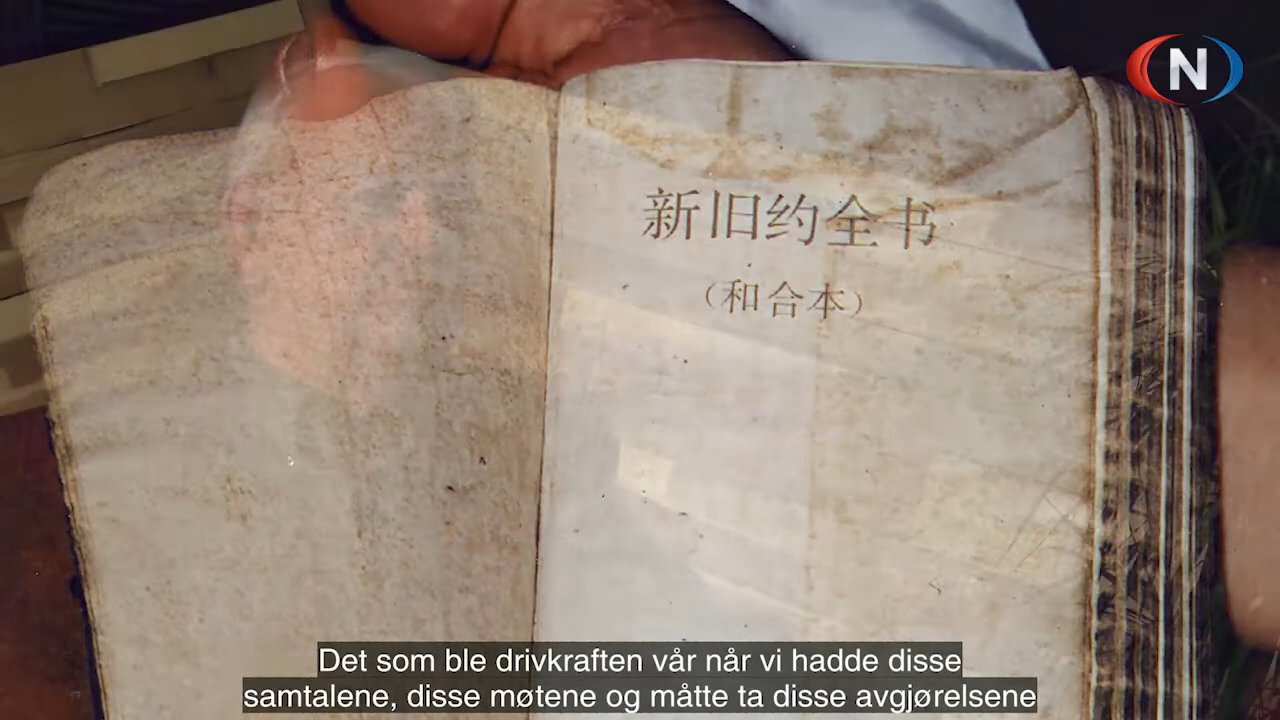 N
新旧约全书
（和合本）
Det som ble drivkraften vår når vi hadde disse
samtalene, disse møtene og måtte ta disse avgjørelsene